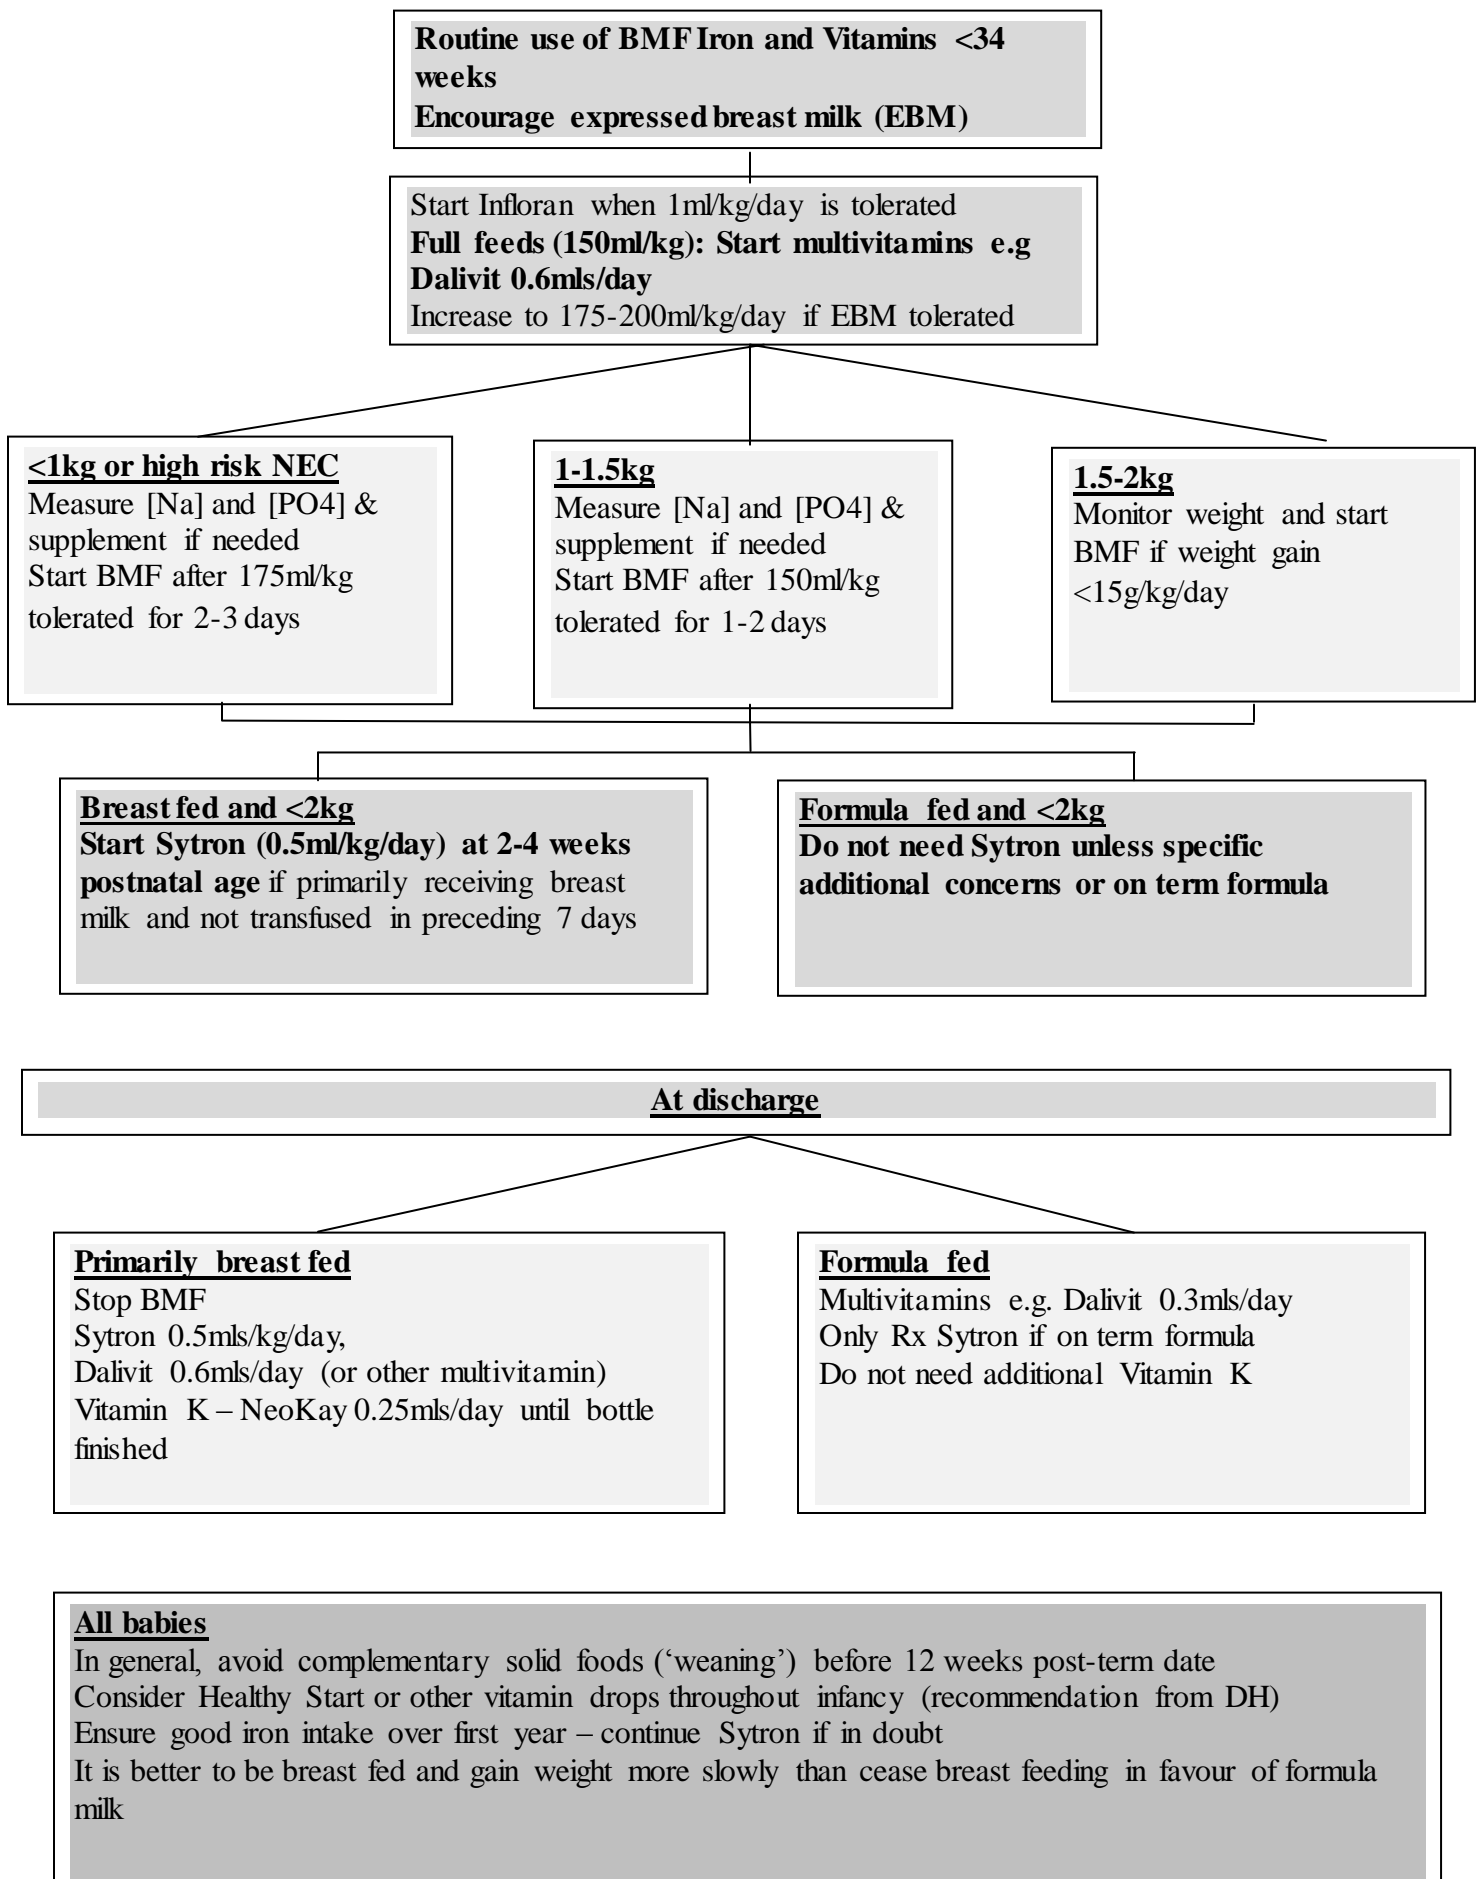 Routine use of BMF Iron and Vitamins <34
weeks
Encourage expressed breast milk (EBM)
Start Infloran when 1ml/kg/day is tolerated
Full feeds (150ml/kg): Start multivitamins e.g
Dalivit 0.6mls/day
Increase to 175-200ml/kg/day if EBM tolerated
<1kg or high risk NEC
Measure [Na] and [PO4] &
supplement if needed
Start BMF after 175ml/kg
tolerated for 2-3 days
1-1.5kg
Measure [Na] and [PO4] &
supplement if needed
Start BMF after 150ml/kg
tolerated for 1-2 days
1.5-2kg
Monitor weight and start
BMF if weight gain
<15g/kg/day
Breast fed and <2kg
Start Sytron (0.5ml/kg/day) at 2-4 weeks
postnatal age if primarily receiving breast
milk and not transfused in preceding 7 days
Formula fed and <2kg
Do not need Sytron unless specific
additional concerns or on term formula
At discharge
Primarily breast fed
Stop BMF
Sytron 0.5mls/kg/day,
Dalivit 0.6mls/day (or other multivitamin)
Vitamin K – NeoKay 0.25mls/day until bottle
finished
Formula fed
Multivitamins e.g. Dalivit 0.3mls/day
Only Rx Sytron if on term formula
Do not need additional Vitamin K
All babies
In general, avoid complementary solid foods (‘weaning’) before 12 weeks post-term date
Consider Healthy Start or other vitamin drops throughout infancy (recommendation from DH)
Ensure good iron intake over first year – continue Sytron if in doubt
It is better to be breast fed and gain weight more slowly than cease breast feeding in favour of formula
milk